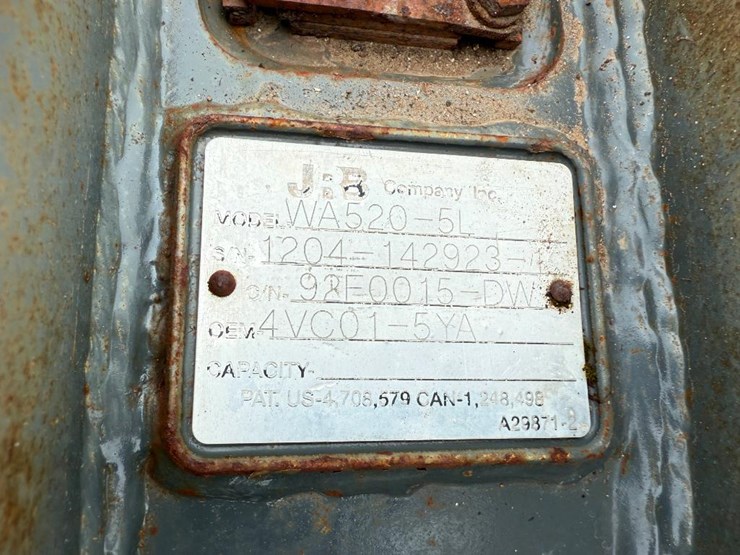 JRB Company Inc.
MODEL WA520-5L
S/N- 1204-142923-
C/N- 92E0015-DW
OEM- 4VC01-5YA
CAPACITY-
PAT. US-4,708,579 CAN-1,248,498
A29871-2